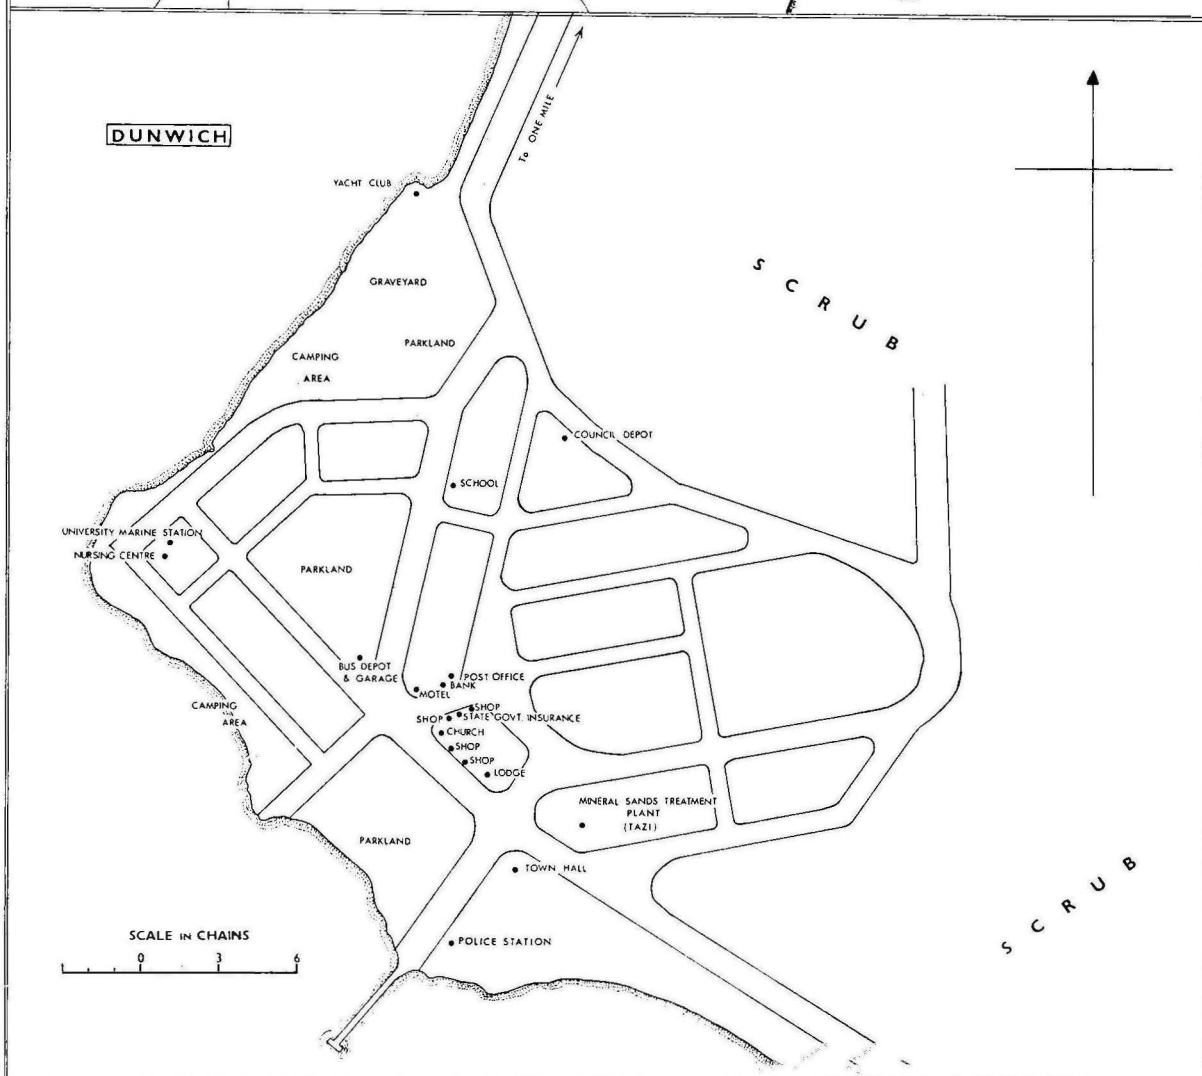 DUNWICH
To ONE MILE
YACHT CLUB
GRAVEYARD
SCRUB
PARKLAND
CAMPING
AREA
COUNCIL DEPOT
SCHOOL
UNIVERSITY MARINE STATION
NURSING CENTRE
PARKLAND
BUS DEPOT
& GARAGE
POST OFFICE
BANK
MOTEL
CAMPING
AREA
SHOP
SHOP
STATE GOVT. INSURANCE
CHURCH
SHOP
SHOP
LODGE
MINERAL SANDS TREATMENT
PLANT
(TAZI)
PARKLAND
TOWN HALL
SCRUB
SCALE IN CHAINS
0 3 6
POLICE STATION